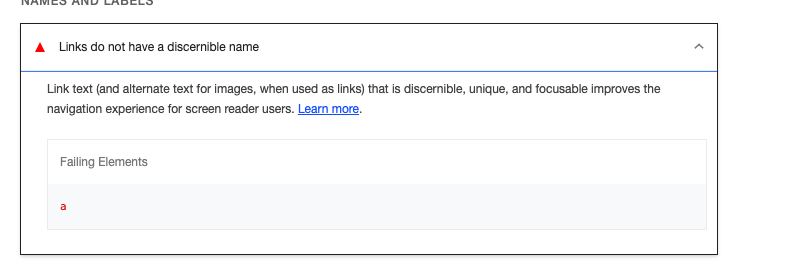 NAMES AND LABELS
Links do not have a discernible name
Link text (and alternate text for images, when used as links) that is discernible, unique, and focusable improves the
navigation experience for screen reader users. Learn more.
Failing Elements
a